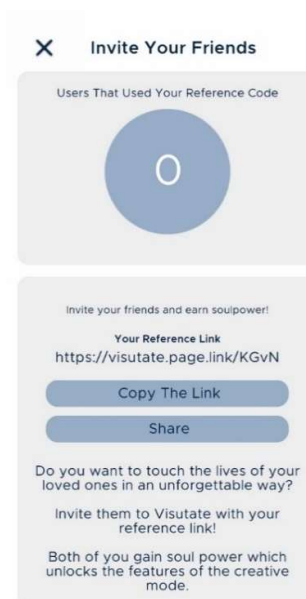 X Invite Your Friends
Users That Used Your Reference Code
0
Invite your friends and earn soulpower!
Your Reference Link
https://visutate.page.link/KGvN
Copy The Link
Share
Do you want to touch the lives of your
loved ones in an unforgettable way?
Invite them to Visutate with your
reference link!
Both of you gain soul power which
unlocks the features of the creative
mode.